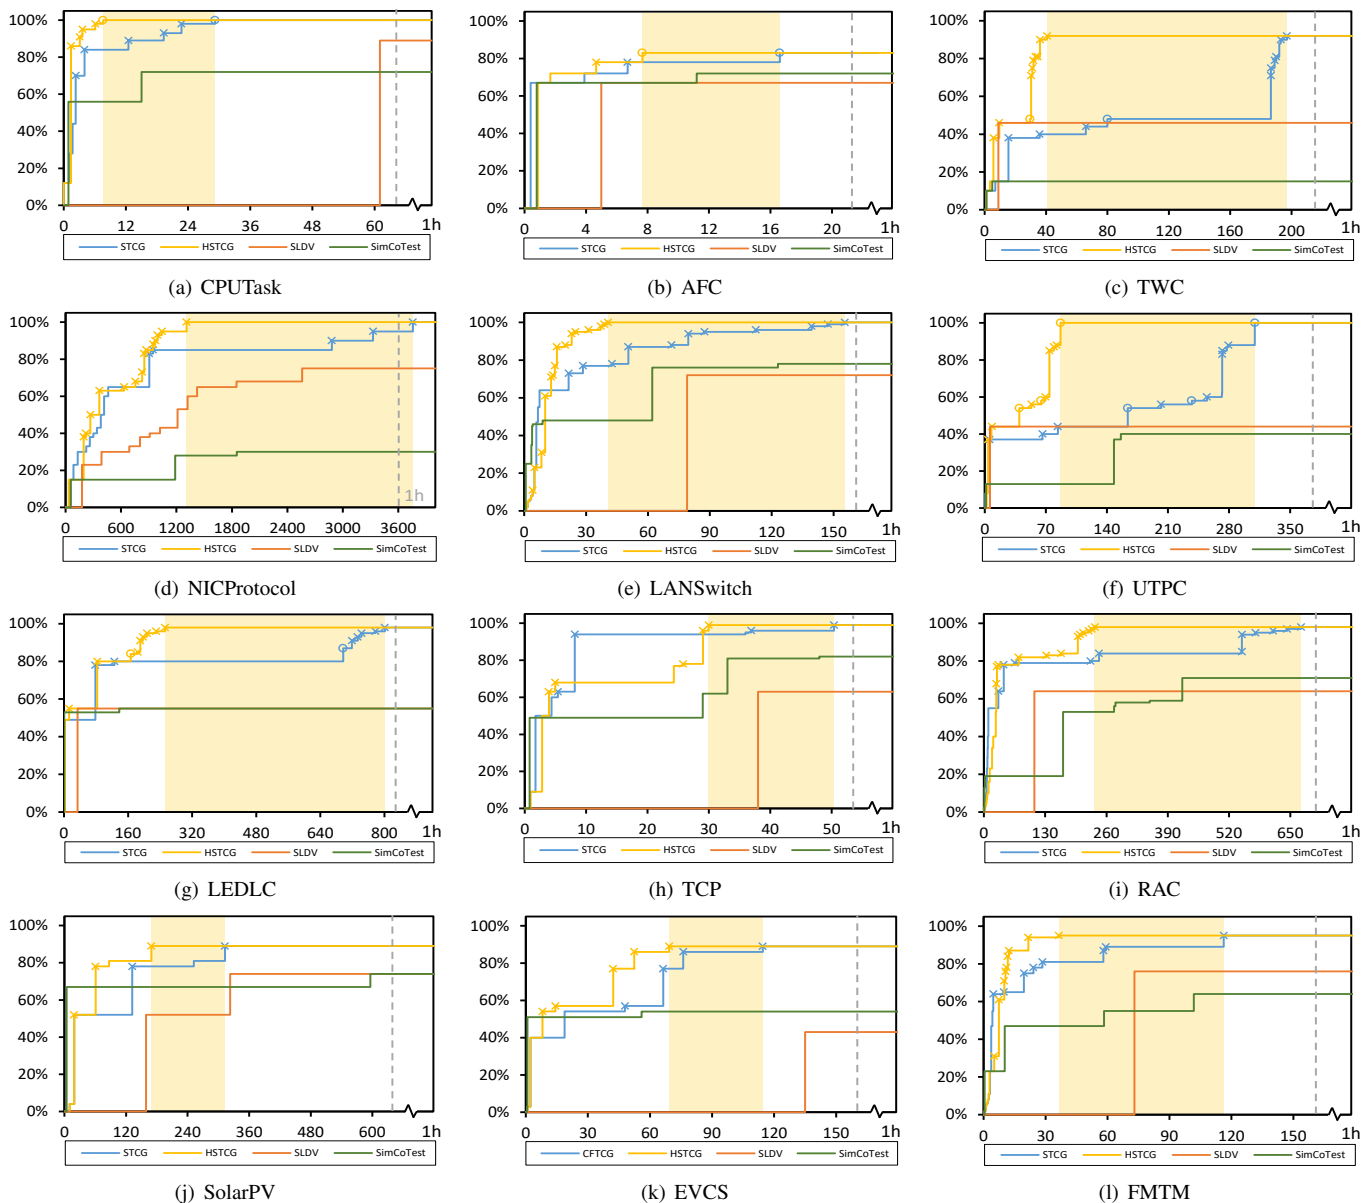 100%
80%
60%
40%
20%
0%
0 12 24 36 48 60 1h
STCG HSTCG SLDV SimCoTest
(a) CPUTask
100%
80%
60%
40%
20%
0%
0 4 8 12 16 20 1h
STCG HSTCG SLDV SimCoTest
(b) AFC
100%
80%
60%
40%
20%
0%
0 40 80 120 160 200 1h
STCG HSTCG SLDV SimCoTest
(c) TWC
100%
80%
60%
40%
20%
0%
1h
0 600 1200 1800 2400 3000 3600
STCG HSTCG SLDV SimCoTest
(d) NICProtocol
100%
80%
60%
40%
20%
0%
0 30 60 90 120 150 1h
STCG HSTCG SLDV SimCoTest
(e) LANSwitch
100%
80%
60%
40%
20%
0%
0 70 140 210 280 350 1h
STCG HSTCG SLDV SimCoTest
(f) UTPC
100%
80%
60%
40%
20%
0%
0 160 320 480 640 800 1h
STCG HSTCG SLDV SimCoTest
(g) LEDLC
100%
80%
60%
40%
20%
0%
0 10 20 30 40 50 1h
STCG HSTCG SLDV SimCoTest
(h) TCP
100%
80%
60%
40%
20%
0%
0 130 260 390 520 650 1h
STCG HSTCG SLDV SimCoTest
(i) RAC
100%
80%
60%
40%
20%
0%
0 120 240 360 480 600 1h
STCG HSTCG SLDV SimCoTest
(j) SolarPV
100%
80%
60%
40%
20%
0%
0 30 60 90 120 150 1h
CFTCG HSTCG SLDV SimCoTest
(k) EVCS
100%
80%
60%
40%
20%
0%
0 30 60 90 120 150 1h
STCG HSTCG SLDV SimCoTest
(l) FMTM